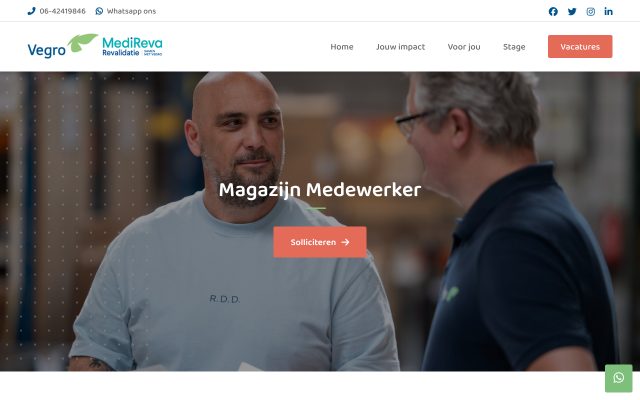 06-42419846 Whatsapp ons
Vegro MediReva
Revalidatie
Home Jouw impact Voor jou Stage Vacatures
Magazijn Medewerker
Solliciteren
R.D.D.